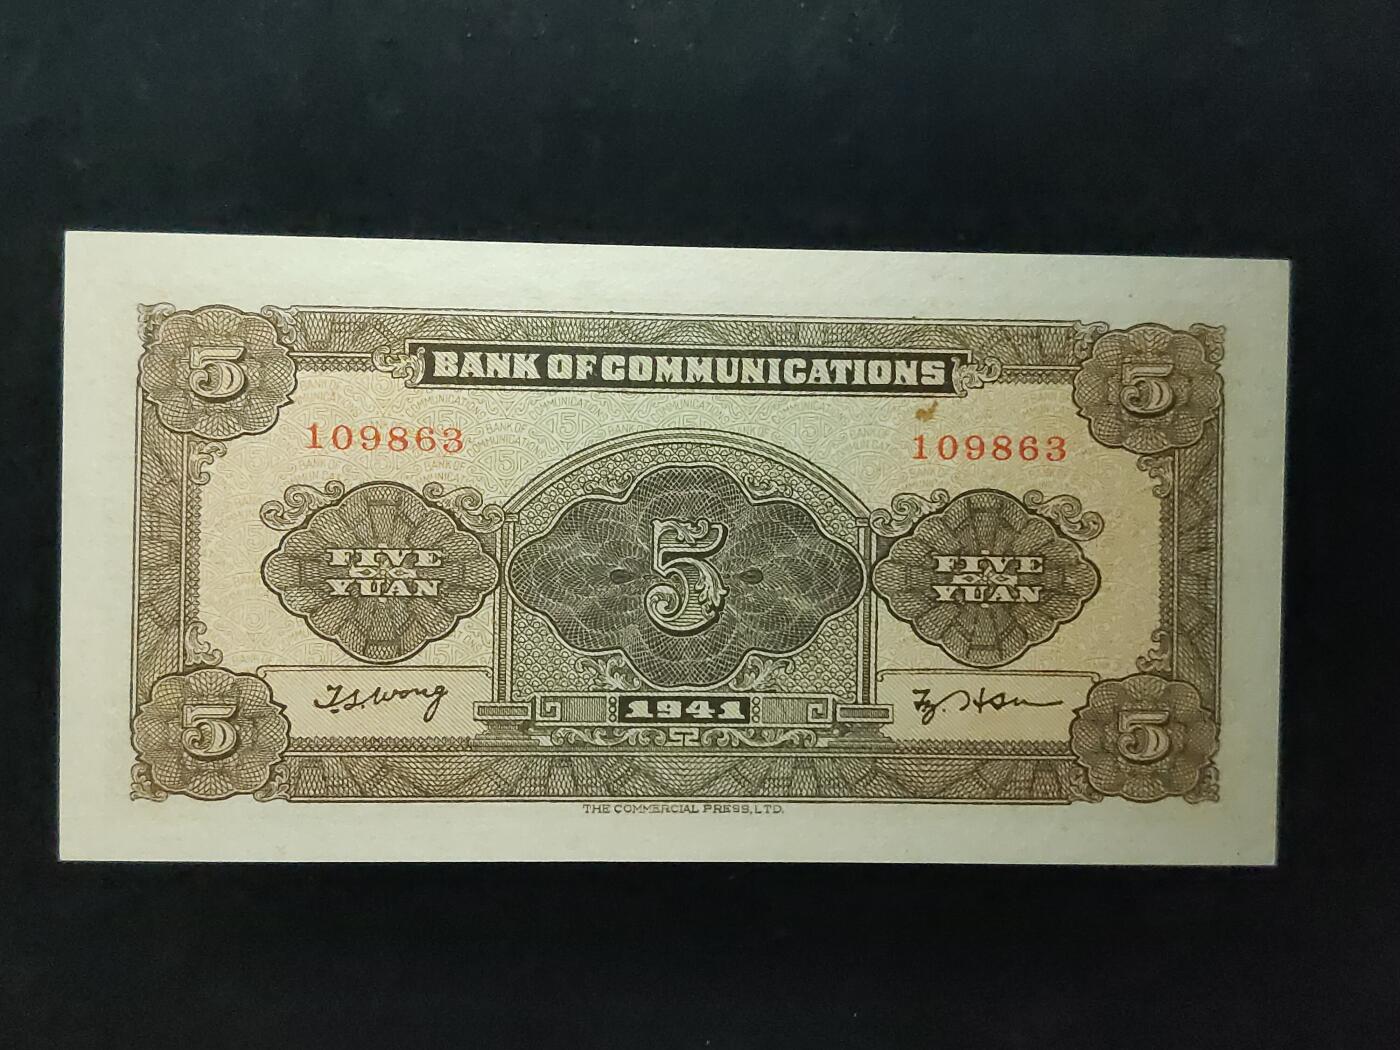 5 5
BANK OF COMMUNICATIONS
109863 109863
5
FIVE YUAN
FIVE YUAN
T.S. Wong
1941
5 5
THE COMMERCIAL PRESS, LTD.